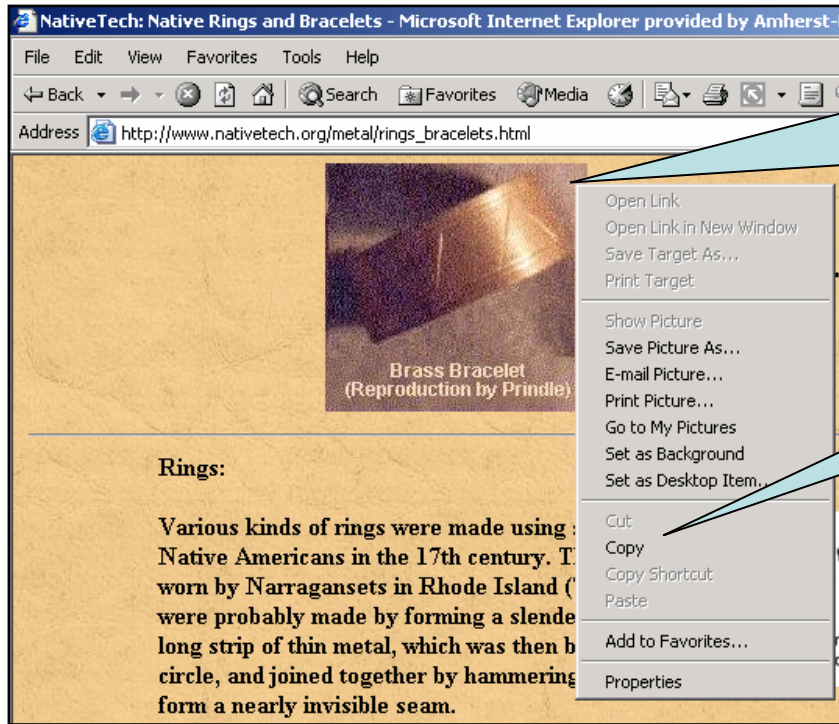 NativeTech: Native Rings and Bracelets - Microsoft Internet Explorer provided by Amherst-
File Edit View Favorites Tools Help
Back Search Favorites Media
Address http://www.nativetech.org/metal/rings_bracelets.html
Brass Bracelet
(Reproduction by Prindle)
Open Link
Open Link in New Window
Save Target As...
Print Target
Show Picture
Save Picture As...
E-mail Picture...
Print Picture...
Go to My Pictures
Set as Background
Set as Desktop Item..
Cut
Copy
Copy Shortcut
Paste
Add to Favorites...
Properties
Rings:
Various kinds of rings were made using
Native Americans in the 17th century.
worn by Narragansets in Rhode Island (
were probably made by forming a
long strip of thin metal, which was then
circle, and joined together by hammering
form a nearly invisible seam.